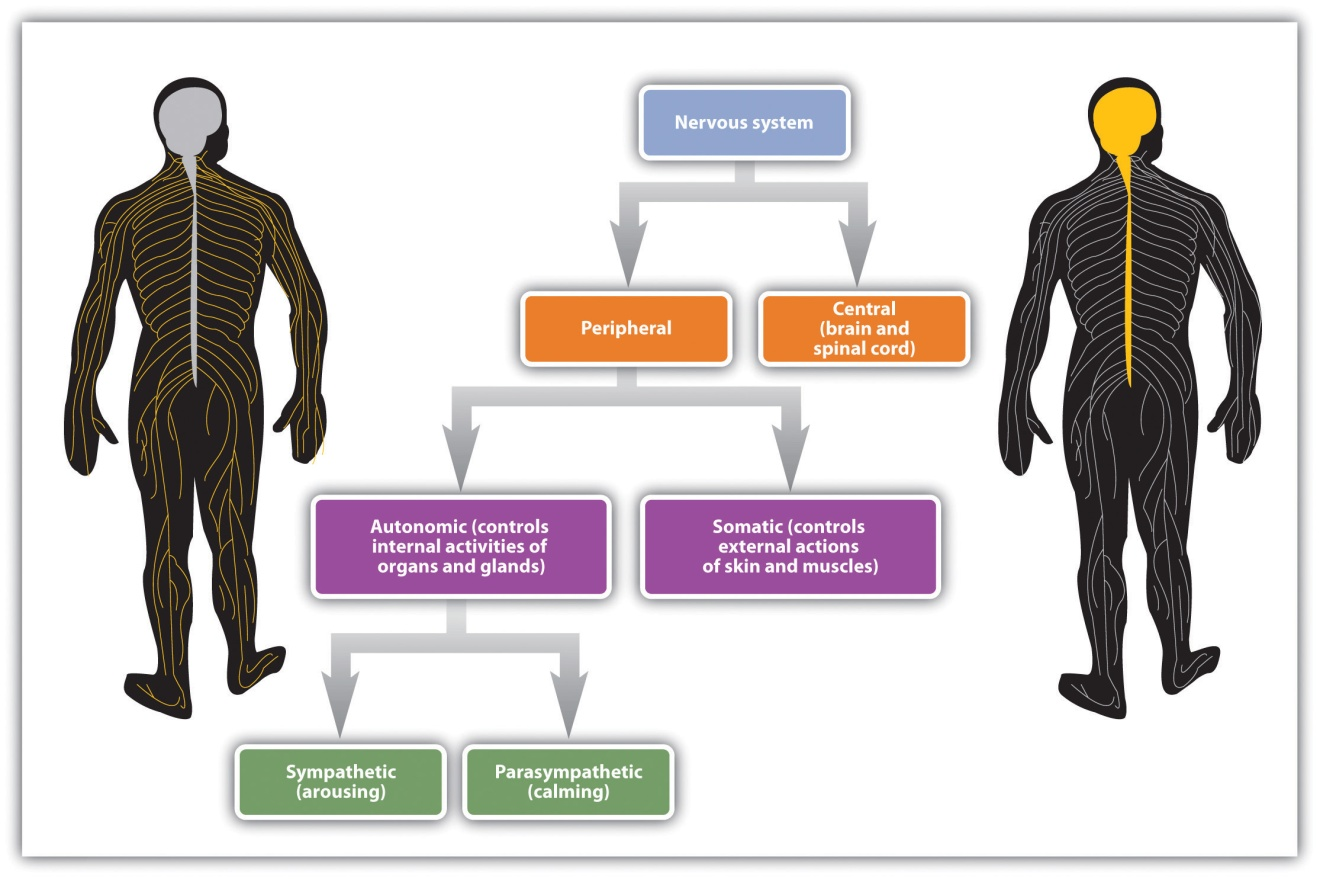 Nervous system
Peripheral
Central
(brain and
spinal cord)
Autonomic (controls
internal activities of
organs and glands)
Somatic (controls
external actions
of skin and muscles)
Sympathetic
(arousing)
Parasympathetic
(calming)